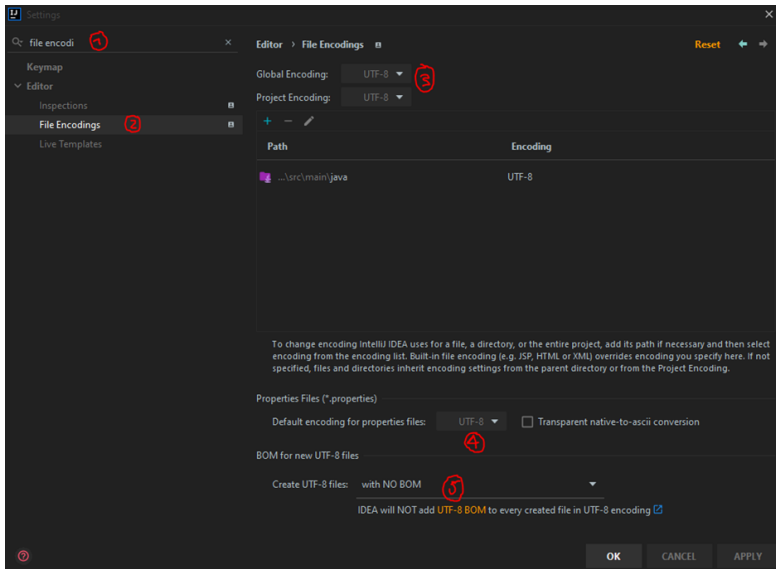 Settings
file encodi 1
Keymap
Editor
Inspections
File Encodings 2
Live Templates
Editor › File Encodings
Reset
Global Encoding: UTF-8 3
Project Encoding: UTF-8
Path Encoding
...\src\main\java UTF-8
To change encoding IntelliJ IDEA uses for a file, a directory, or the entire project, add its path if necessary and then select
encoding from the encoding list. Built-in file encoding (e.g. JSP, HTML or XML) overrides encoding you specify here. If not
specified, files and directories inherit encoding settings from the parent directory or from the Project Encoding.
Properties Files (*.properties)
Default encoding for properties files: UTF-8 Transparent native-to-ascii conversion
4
BOM for new UTF-8 files
Create UTF-8 files: with NO BOM 5
IDEA will NOT add UTF-8 BOM to every created file in UTF-8 encoding
? OK CANCEL APPLY